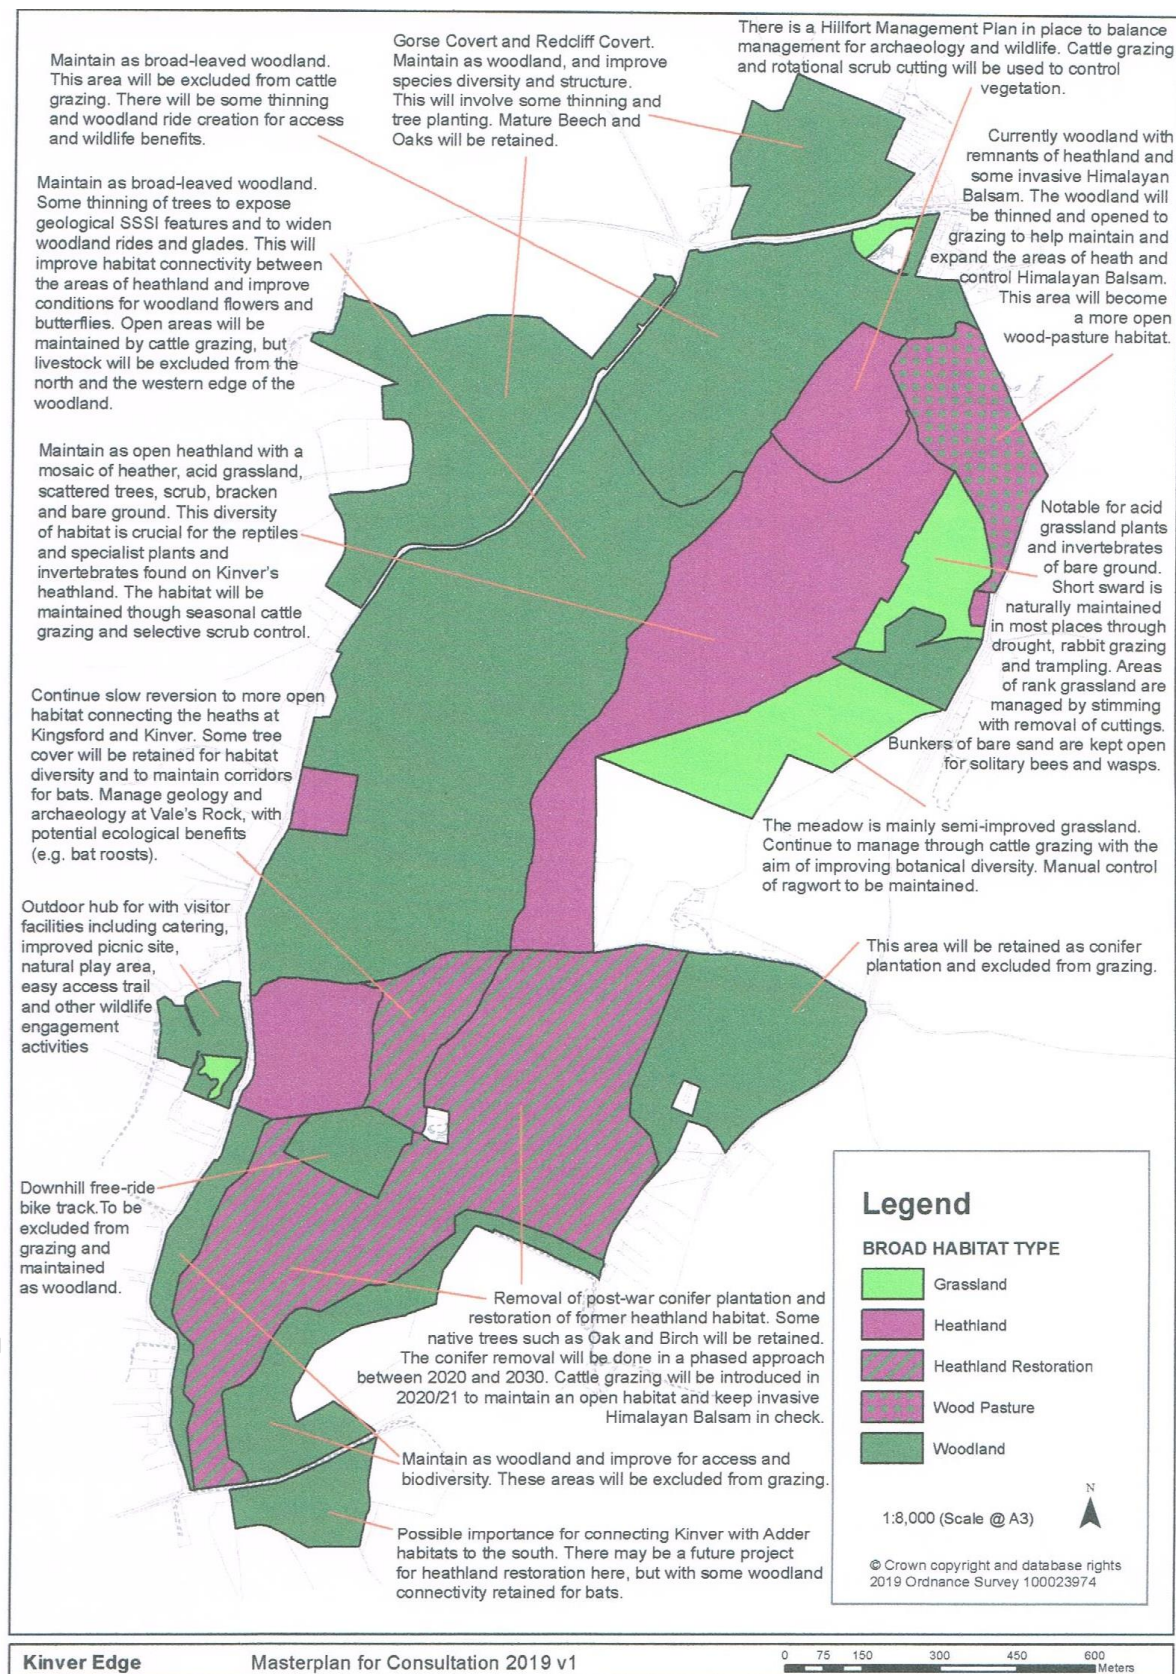 Maintain as broad-leaved woodland.
This area will be excluded from cattle
grazing. There will be some thinning
and woodland ride creation for access
and wildlife benefits.
Gorse Covert and Redcliff Covert.
Maintain as woodland, and improve
species diversity and structure.
This will involve some thinning and
tree planting. Mature Beech and
Oaks will be retained.
There is a Hillfort Management Plan in place to balance
management for archaeology and wildlife. Cattle grazing
and rotational scrub cutting will be used to control
vegetation.
Currently woodland with
remnants of heathland and
some invasive Himalayan
Balsam. The woodland will
be thinned and opened to
grazing to help maintain and
expand the areas of heath and
control Himalayan Balsam.
This area will become
a more open
wood-pasture habitat.
Maintain as broad-leaved woodland.
Some thinning of trees to expose
geological SSSI features and to widen
woodland rides and glades. This will
improve habitat connectivity between
the areas of heathland and improve
conditions for woodland flowers and
butterflies. Open areas will be
maintained by cattle grazing, but
livestock will be excluded from the
north and the western edge of the
woodland.
Maintain as open heathland with a
mosaic of heather, acid grassland,
scattered trees, scrub, bracken
and bare ground. This diversity
of habitat is crucial for the reptiles
and specialist plants and
invertebrates found on Kinver's
heathland. The habitat will be
maintained though seasonal cattle
grazing and selective scrub control.
Notable for acid
grassland plants
and invertebrates
of bare ground.
Short sward is
naturally maintained
in most places through
drought, rabbit grazing
and trampling. Areas
of rank grassland are
managed by stimming
with removal of cuttings.
Bunkers of bare sand are kept open
for solitary bees and wasps.
Continue slow reversion to more open
habitat connecting the heaths at
Kingsford and Kinver. Some tree
cover will be retained for habitat
diversity and to maintain corridors
for bats. Manage geology and
archaeology at Vale's Rock, with
potential ecological benefits
(e.g. bat roosts).
The meadow is mainly semi-improved grassland.
Continue to manage through cattle grazing with the
aim of improving botanical diversity. Manual control
of ragwort to be maintained.
Outdoor hub for with visitor
facilities including catering,
improved picnic site,
natural play area,
easy access trail
and other wildlife
engagement
activities
This area will be retained as conifer
plantation and excluded from grazing.
Downhill free-ride
bike track.To be
excluded from
grazing and
maintained
as woodland.
Removal of post-war conifer plantation and
restoration of former heathland habitat. Some
native trees such as Oak and Birch will be retained.
The conifer removal will be done in a phased approach
between 2020 and 2030. Cattle grazing will be introduced in
2020/21 to maintain an open habitat and keep invasive
Himalayan Balsam in check.
Maintain as woodland and improve for access and
biodiversity. These areas will be excluded from grazing.
Possible importance for connecting Kinver with Adder
habitats to the south. There may be a future project
for heathland restoration here, but with some woodland
connectivity retained for bats.
Legend
BROAD HABITAT TYPE
Grassland
Heathland
Heathland Restoration
Wood Pasture
Woodland
N
1:8,000 (Scale @ A3)
© Crown copyright and database rights
2019 Ordnance Survey 100023974
Kinver Edge
Masterplan for Consultation 2019 v1
0 75 150 300 450 600
Meters